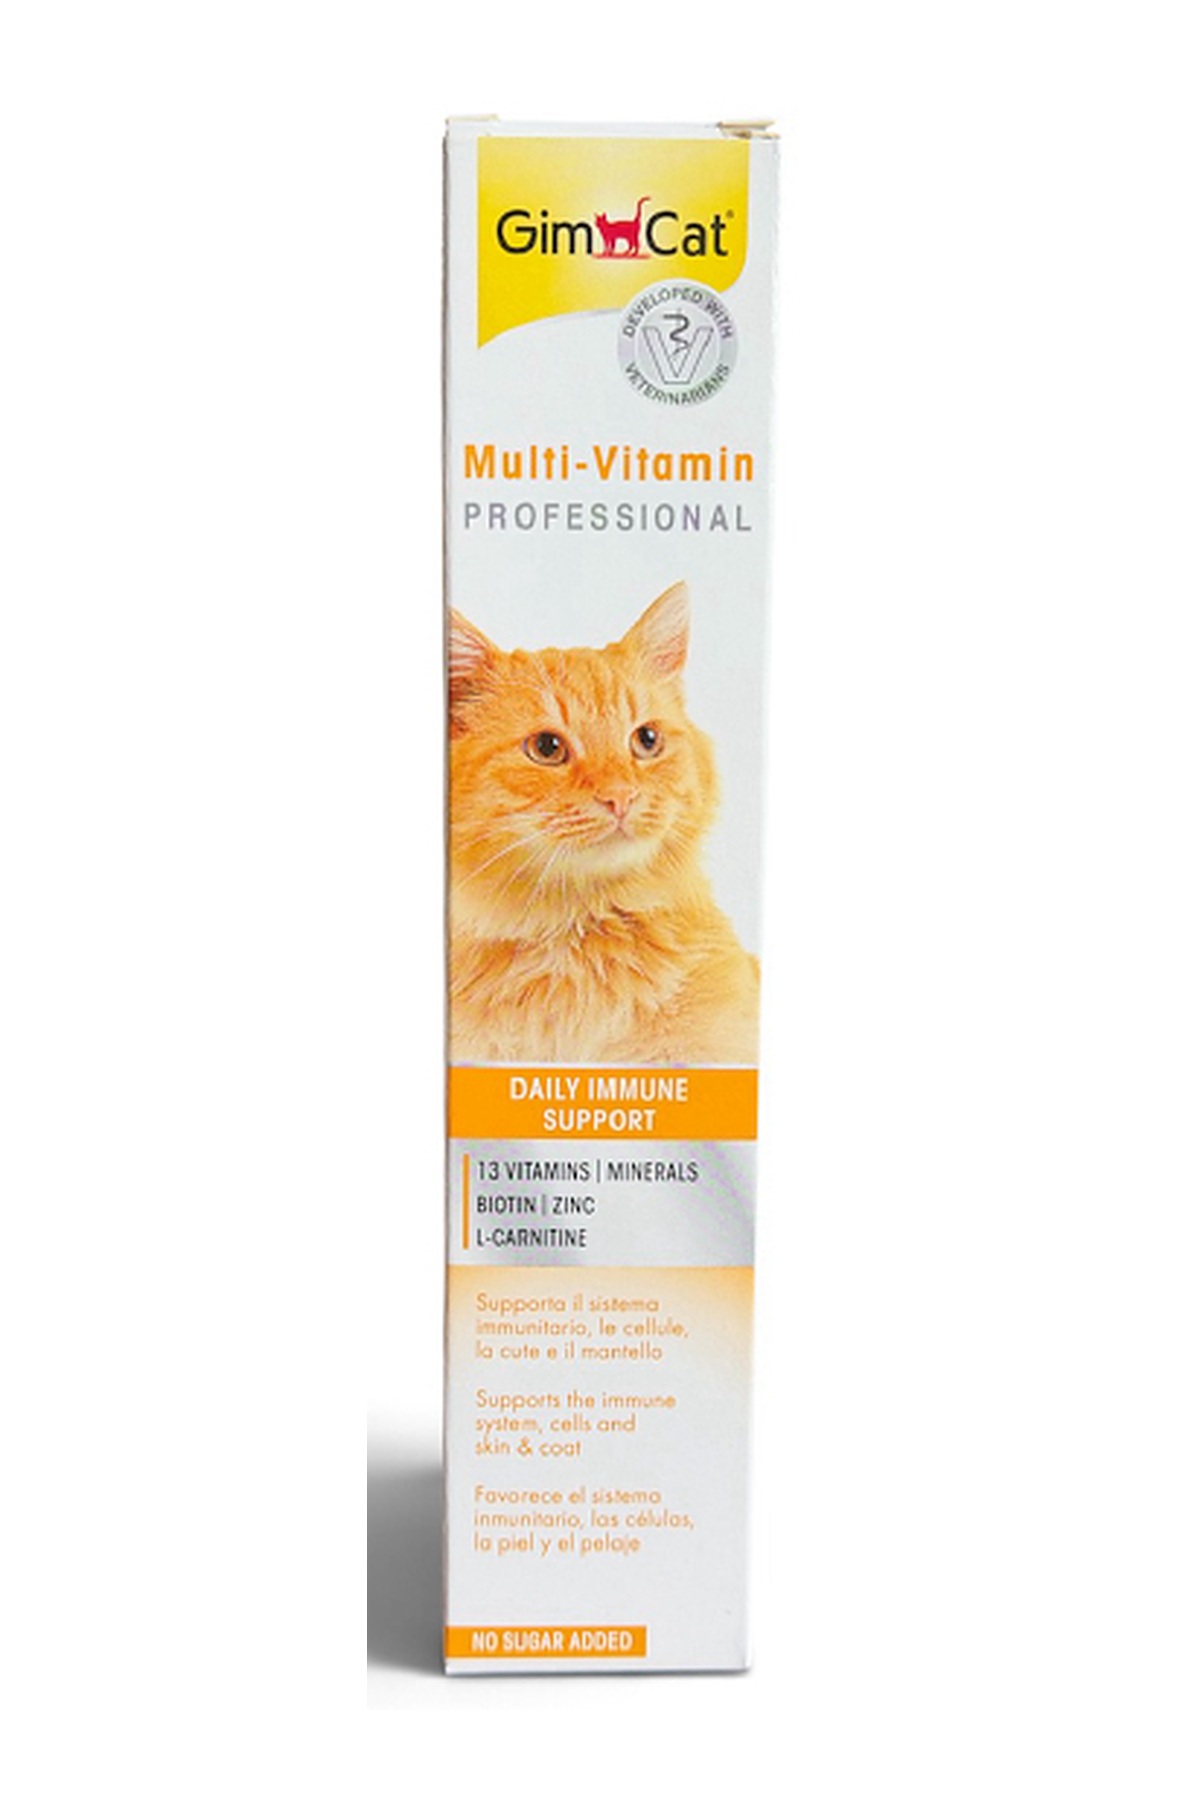 GimCat®
DEVELOPED WITH
VETERINARIANS
Multi-Vitamin
PROFESSIONAL
DAILY IMMUNE
SUPPORT
13 VITAMINS | MINERALS
BIOTIN | ZINC
L-CARNITINE
Supporta il sistema
immunitario, le cellule,
la cute e il mantello
Supports the immune
system, cells and
skin & coat
Favorece el sistema
inmunitario, las células,
la piel y el pelaje
NO SUGAR ADDED